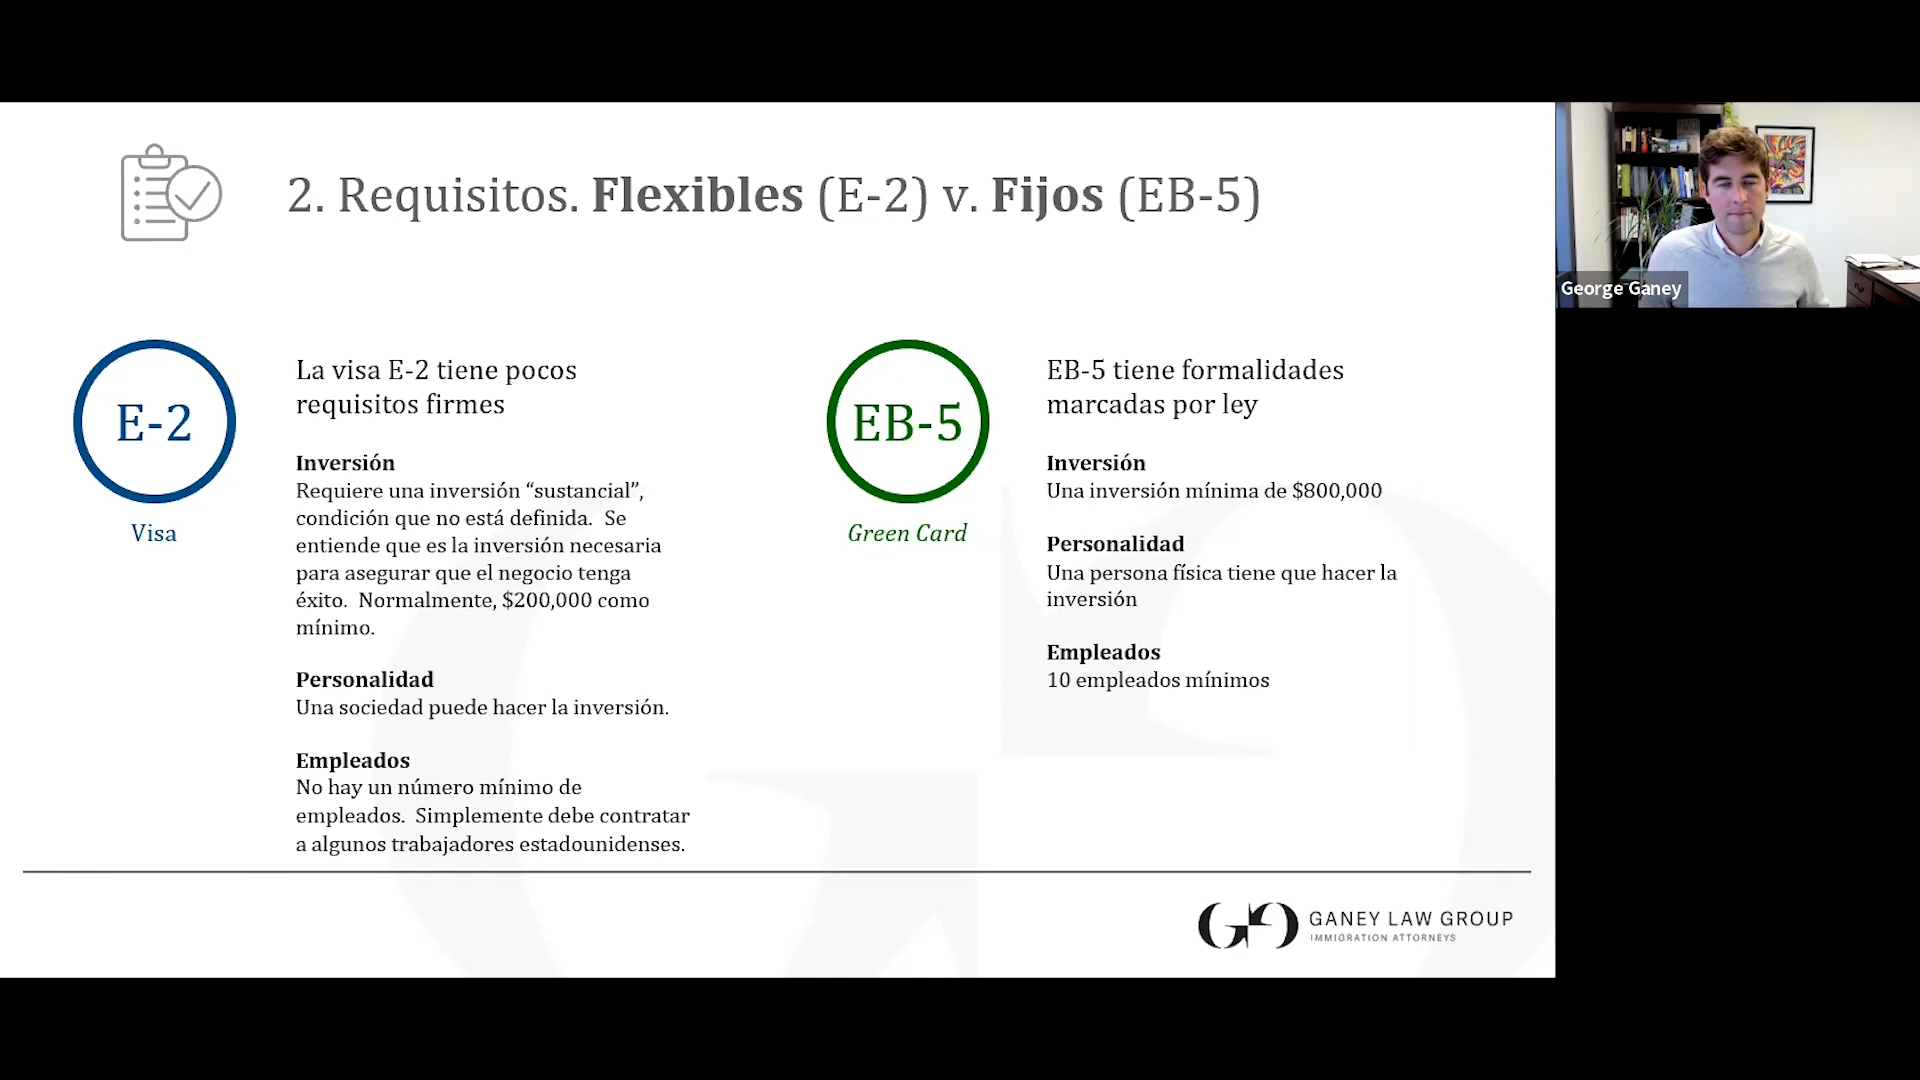 2. Requisitos. Flexibles (E-2) v. Fijos (EB-5)
E-2
Visa
La visa E-2 tiene pocos
requisitos firmes
Inversión
Requiere una inversión “sustancial”,
condición que no está definida.  Se
entiende que es la inversión necesaria
para asegurar que el negocio tenga
éxito.  Normalmente, $200,000 como
mínimo.
Personalidad
Una sociedad puede hacer la inversión.
Empleados
No hay un número mínimo de
empleados.  Simplemente debe contratar
a algunos trabajadores estadounidenses.
EB-5
Green Card
EB-5 tiene formalidades
marcadas por ley
Inversión
Una inversión mínima de $800,000
Personalidad
Una persona física tiene que hacer la
inversión
Empleados
10 empleados mínimos
GANEY LAW GROUP
IMMIGRATION ATTORNEYS
George Ganey